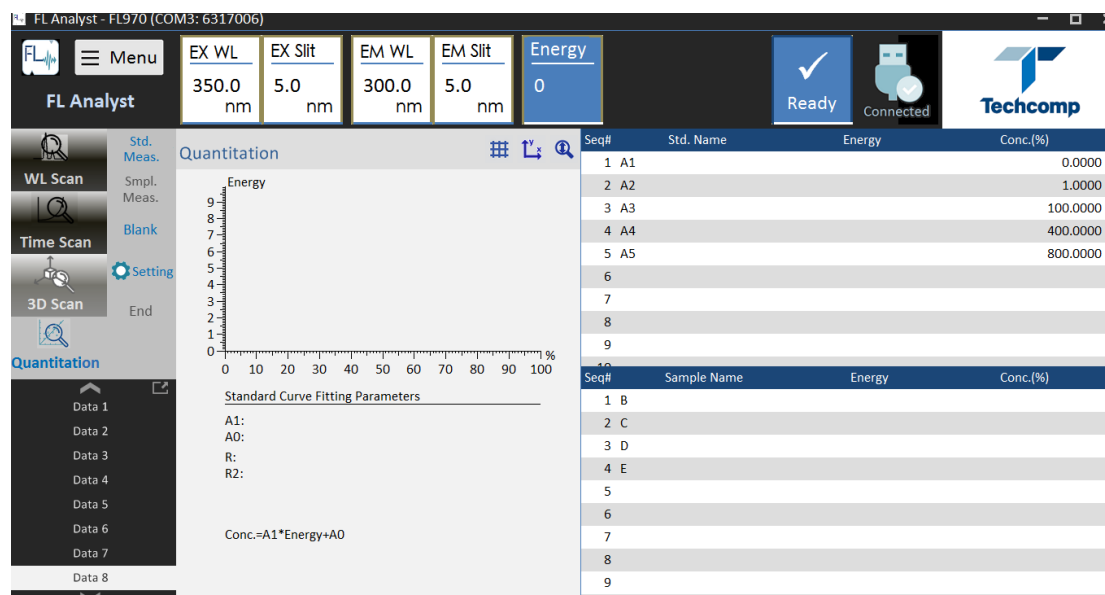 FL Analyst - FL970 (COM3: 6317006)
FL
Menu
FL Analyst
EX WL
350.0
nm
EX Slit
5.0
nm
EM WL
300.0
nm
EM Slit
5.0
nm
Energy
0
Ready
Connected
Techcomp
WL Scan
Time Scan
3D Scan
Quantitation
Std.
Meas.
Smpl.
Meas.
Blank
Setting
End
Data 1
Data 2
Data 3
Data 4
Data 5
Data 6
Data 7
Data 8
Quantitation
Y
x
Energy
9
8
7
6
5
4
3
2
1
0
%
0 10 20 30 40 50 60 70 80 90 100
Standard Curve Fitting Parameters
A1:
A0:
R:
R2:
Conc.=A1*Energy+A0
Seq# Std. Name Energy Conc.(%)
1 A1 0.0000
2 A2 1.0000
3 A3 100.0000
4 A4 400.0000
5 A5 800.0000
6
7
8
9
Seq# Sample Name Energy Conc.(%)
1 B
2 C
3 D
4 E
5
6
7
8
9